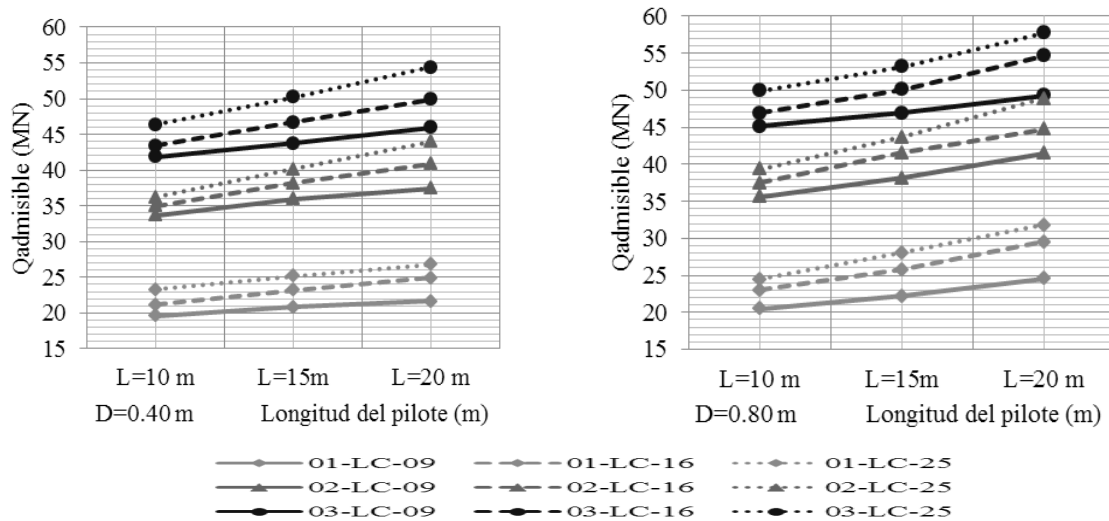 Qadmisible (MN)
60
55
50
45
40
35
30
25
20
15
L=10 m L=15m L=20 m
D=0.40 m Longitud del pilote (m)
Qadmisible (MN)
60
55
50
45
40
35
30
25
20
15
L=10 m L=15 m L=20 m
D=0.80 m Longitud del pilote (m)
01-LC-09 01-LC-16 01-LC-25
02-LC-09 02-LC-16 02-LC-25
03-LC-09 03-LC-16 03-LC-25